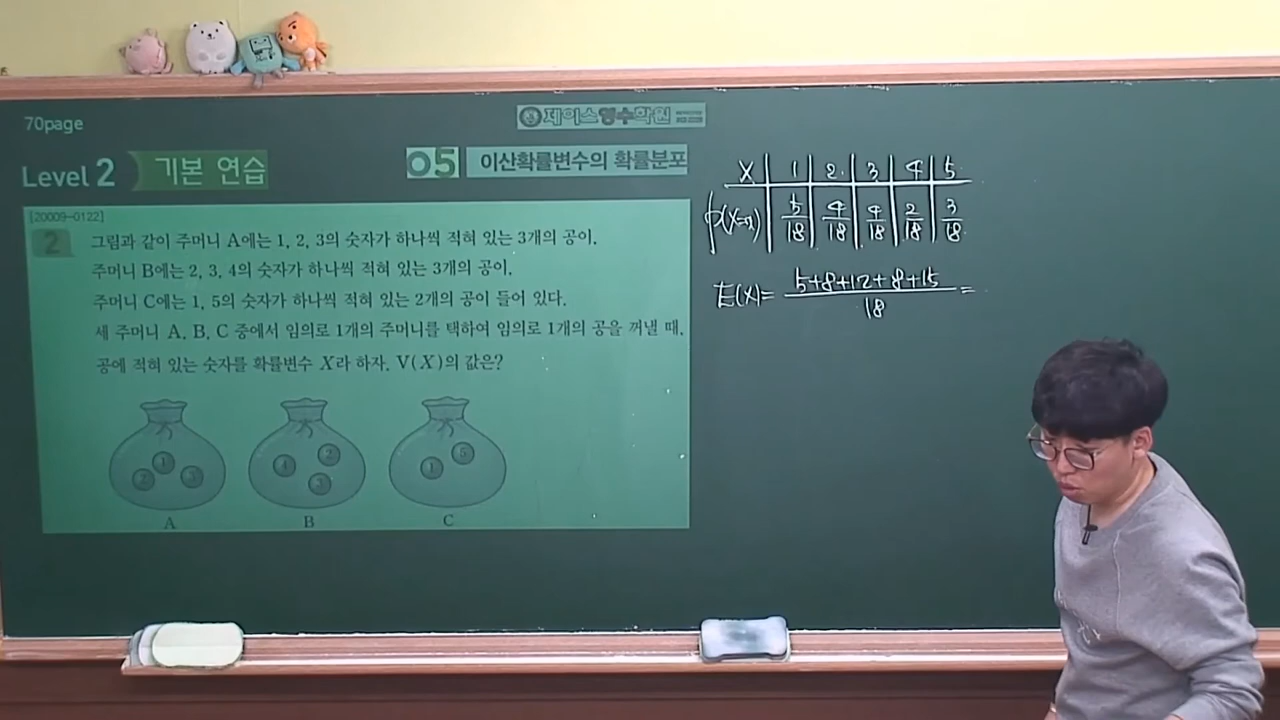 70page
제이스영수학원
Level 2 기본 연습
05 이산확률변수의 확률분포
[20009-0122]
2
그림과 같이 주머니 A에는 1, 2, 3의 숫자가 하나씩 적혀 있는 3개의 공이,
주머니 B에는 2, 3, 4의 숫자가 하나씩 적혀 있는 3개의 공이,
주머니 C에는 1, 5의 숫자가 하나씩 적혀 있는 2개의 공이 들어 있다.
세 주머니 A, B, C 중에서 임의로 1개의 주머니를 택하여 임의로 1개의 공을 꺼낼 때,
공에 적혀 있는 숫자를 확률변수 X라 하자. V(X)의 값은?
2 1 3
4 2 3
1 5
A B C
X 1 2 3 4 5
P(X=x) 5/18 4/18 4/18 2/18 3/18
E(X)= 5+8+12+8+15/18 =